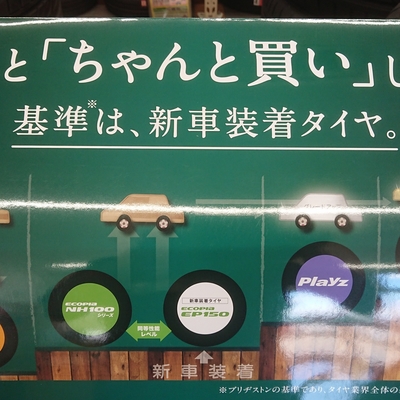 と「ちゃんと買い」し
基準※は、新車装着タイヤ。
ECOPIA
NH100
シリーズ
同等性能
レベル
新車装着タイヤ
ECOPIA
EP150
Playz
新車装着
※ブリヂストンの基準であり、タイヤ業界全体の